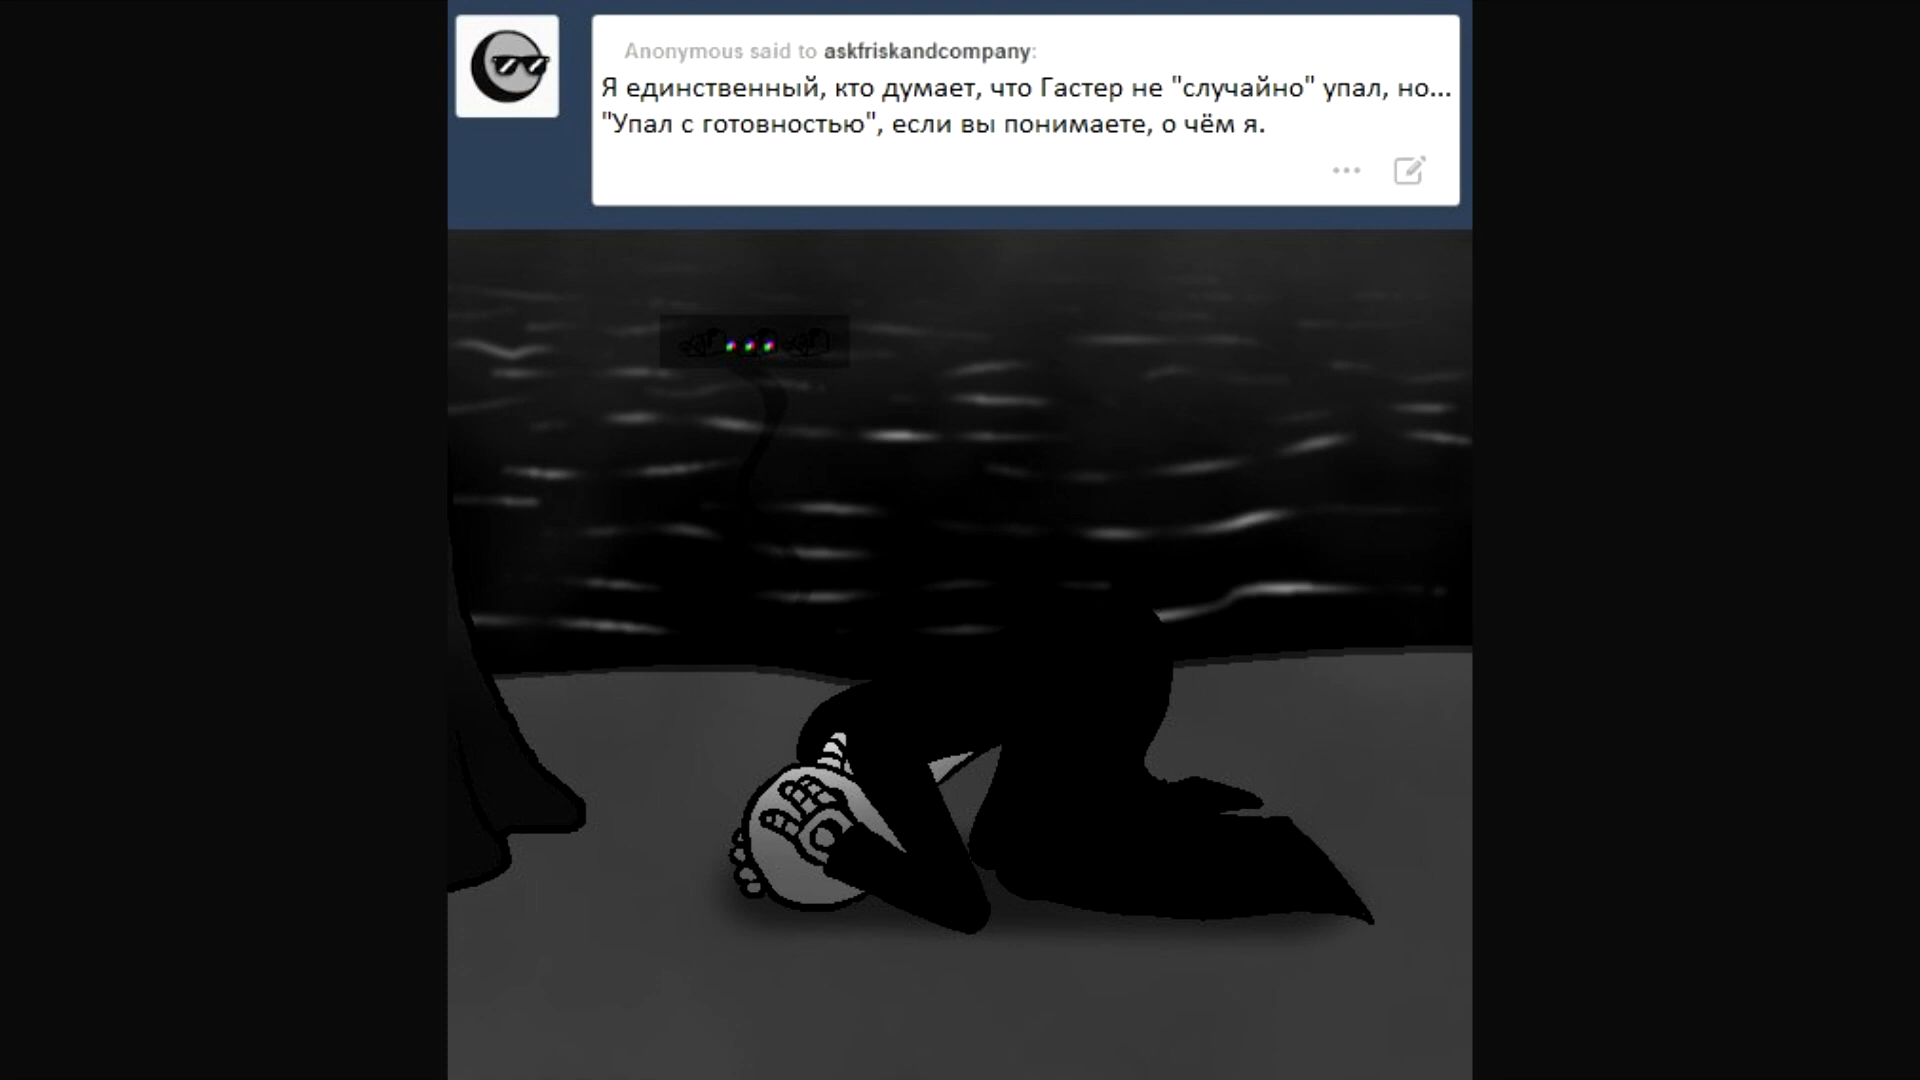 Anonymous said to askfriskandcompany:
Я единственный, кто думает, что Гастер не "случайно" упал, но...
"Упал с готовностью", если вы понимаете, о чём я.